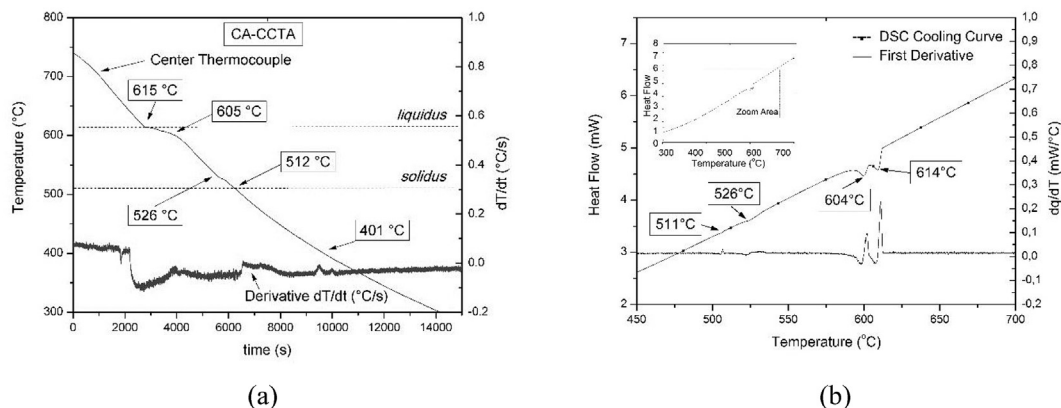 CA-CCTA
Center Thermocouple
615 °C
605 °C
liquidus
512 °C
solidus
526 °C
401 °C
Derivative dT/dt (°C/s)
Temperature (°C)
800
700
600
500
400
300
dT/dt (°C/s)
1,0
0,8
0,6
0,4
0,2
0,0
-0,2
0 2000 4000 6000 8000 10000 12000 14000
time (s)
(a)
DSC Cooling Curve
First Derivative
Heat Flow
8
7
6
5
4
3
2
1
Zoom Area
300 400 500 600 700
Temperature (°C)
614°C
604°C
526°C
511°C
Heat Flow (mW)
7
6
5
4
3
2
dq/dT (mW/°C)
1,0
0,9
0,8
0,7
0,6
0,5
0,4
0,3
0,2
0,1
0,0
-0,1
-0,2
450 500 550 600 650 700
Temperature (°C)
(b)